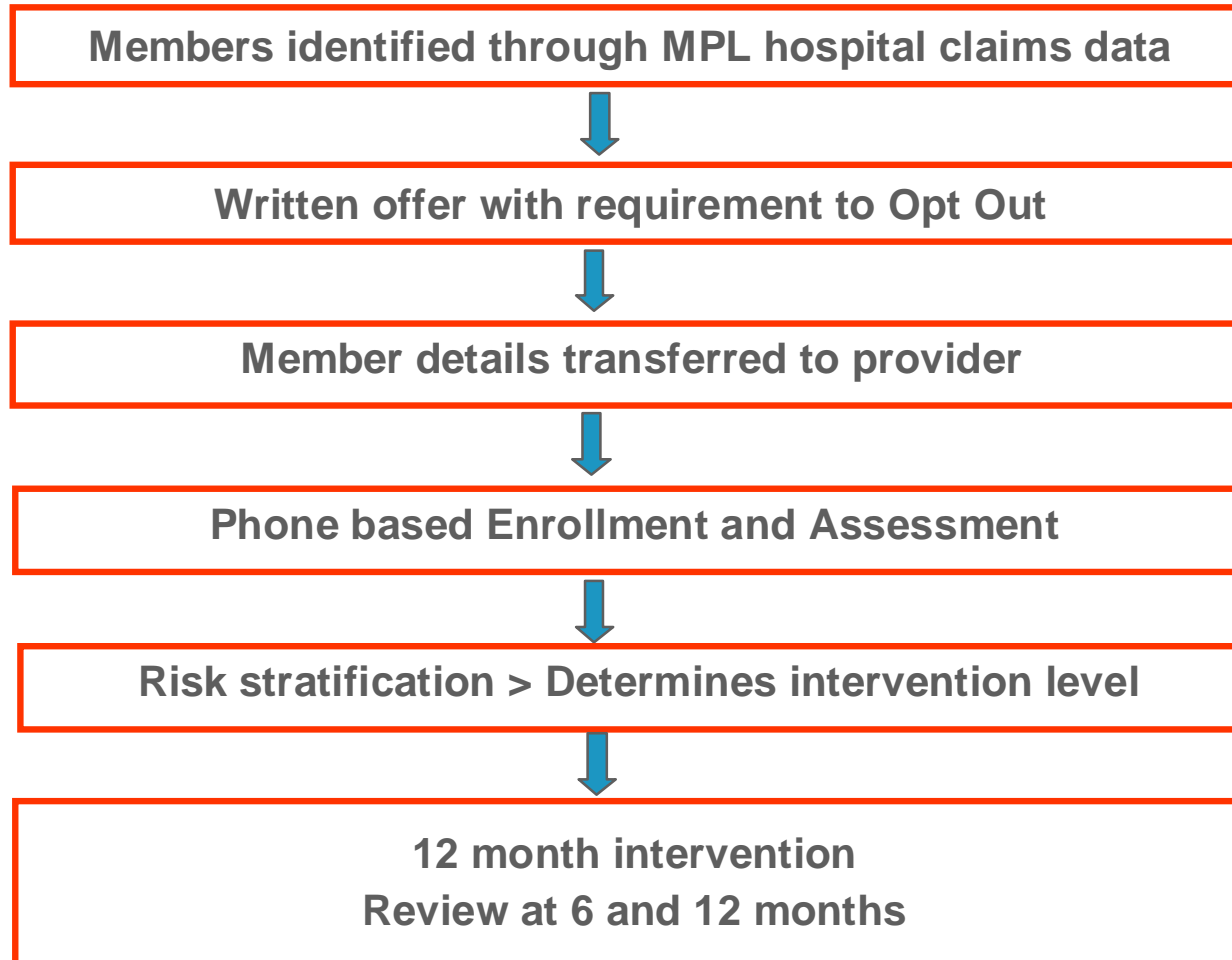 Members identified through MPL hospital claims data
Written offer with requirement to Opt Out
Member details transferred to provider
Phone based Enrollment and Assessment
Risk stratification > Determines intervention level
12 month intervention
Review at 6 and 12 months